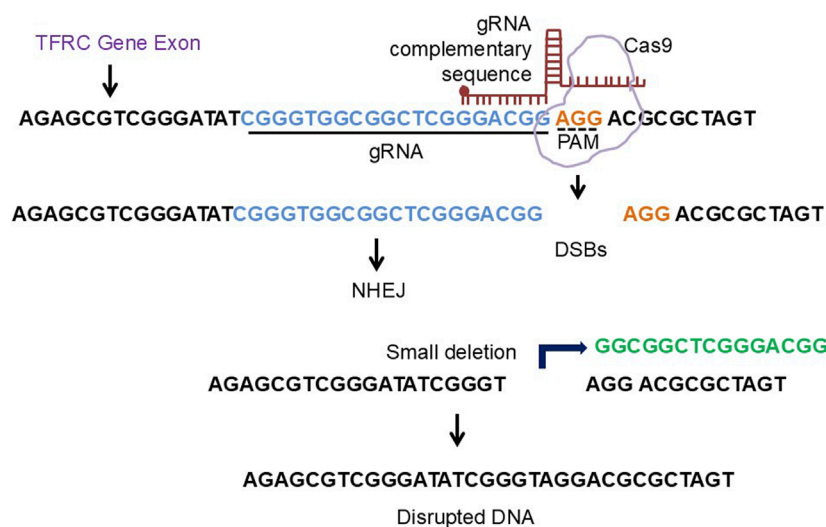 gRNA
complementary
sequence
Cas9
TFRC Gene Exon
AGAGCGTCGGGATATCGGGTGGCGGCTCGGGACGG AGG ACGCGCTAGT
gRNA
PAM
AGAGCGTCGGGATATCGGGTGGCGGCTCGGGACGG AGG ACGCGCTAGT
DSBs
NHEJ
GGCGGCTCGGGACGG
Small deletion
AGAGCGTCGGGATATCGGGT AGG ACGCGCTAGT
AGAGCGTCGGGATATCGGGTAGGACGCGCTAGT
Disrupted DNA